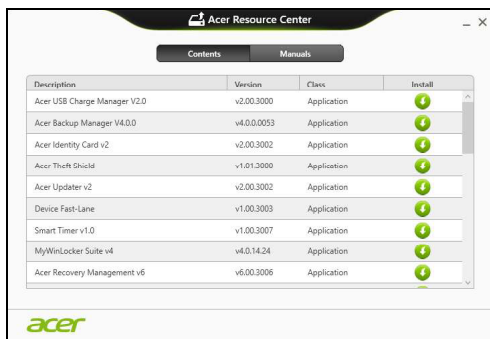 Acer Resource Center
Contents Manuals
Description Version Class Install
Acer USB Charge Manager V2.0 v2.00.3000 Application
Acer Backup Manager V4.0.0 v4.0.0.0053 Application
Acer Identity Card v2 v2.00.3002 Application
Acer Theft Shield v1.01.3000 Application
Acer Updater v2 v2.00.3002 Application
Device Fast-Lane v1.00.3003 Application
Smart Timer v1.0 v1.00.3007 Application
MyWinLocker Suite v4 v4.0.14.24 Application
Acer Recovery Management v6 v6.00.3006 Application
acer